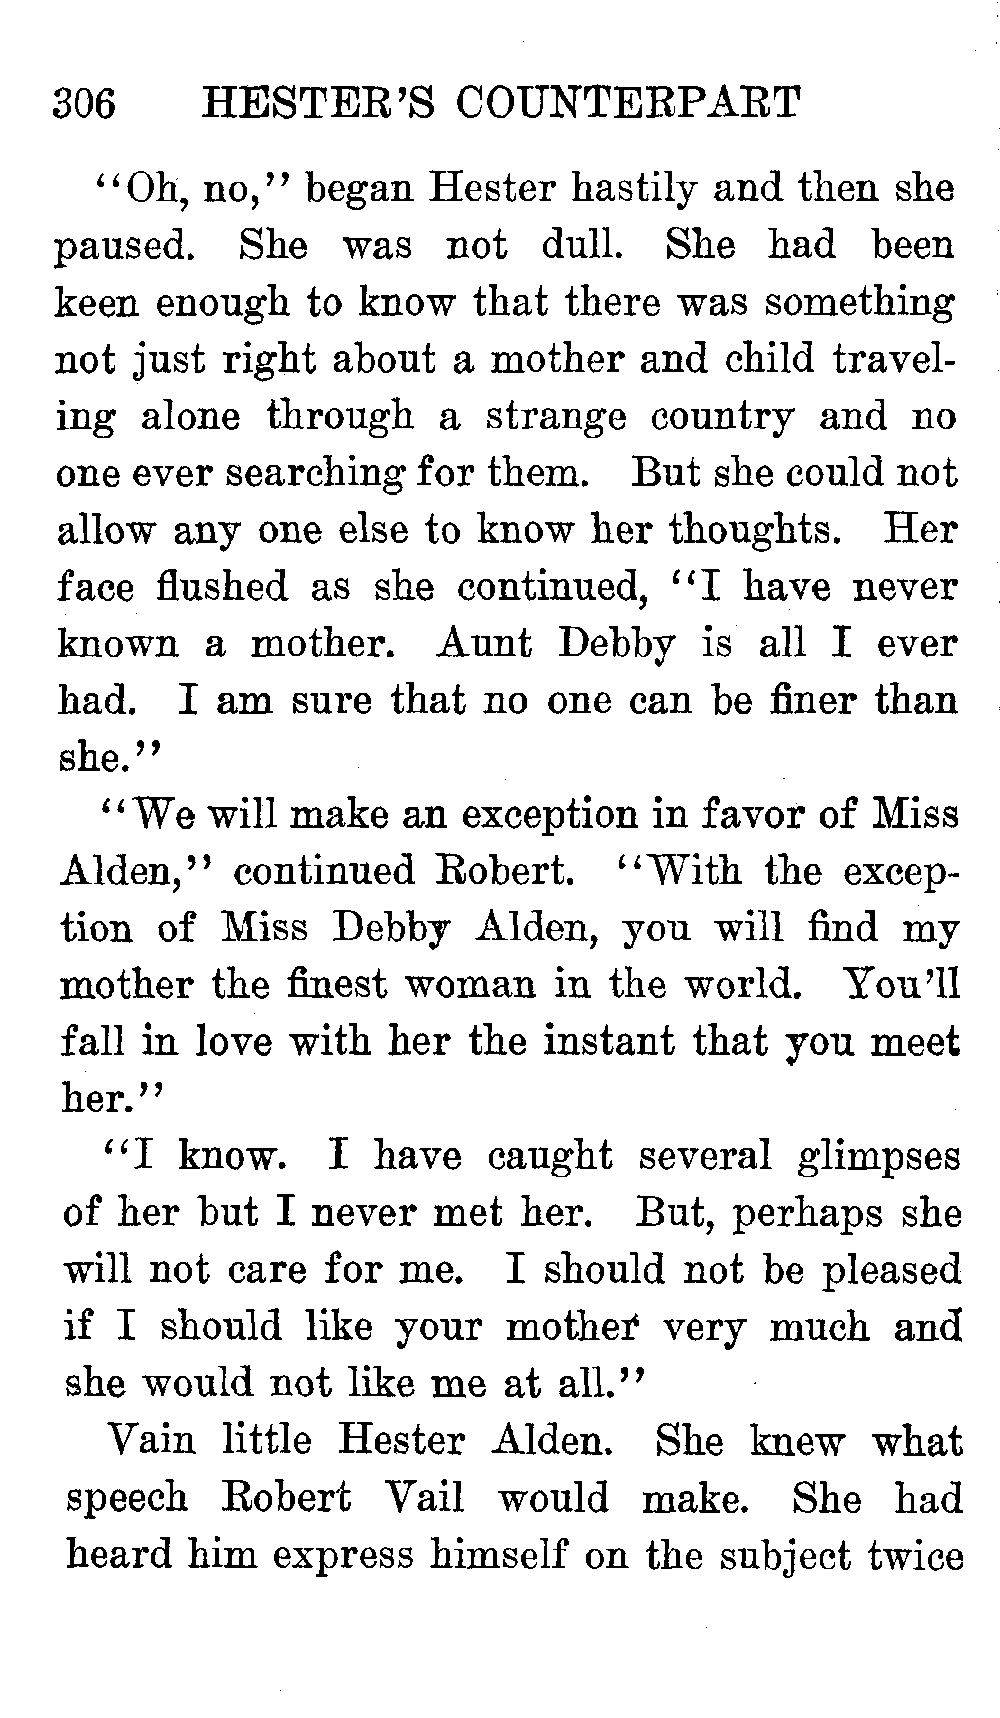 306 HESTER'S COUNTERPART
"Oh, no," began Hester hastily and then she
paused. She was not dull. She had been
keen enough to know that there was something
not just right about a mother and child travel-
ing alone through a strange country and no
one ever searching for them. But she could not
allow any one else to know her thoughts. Her
face flushed as she continued, "I have never
known a mother. Aunt Debby is all I ever
had. I am sure that no one can be finer than
she."
"We will make an exception in favor of Miss
Alden," continued Robert. "With the excep-
tion of Miss Debby Alden, you will find my
mother the finest woman in the world. You'll
fall in love with her the instant that you meet
her."
"I know. I have caught several glimpses
of her but I never met her. But, perhaps she
will not care for me. I should not be pleased
if I should like your mother very much and
she would not like me at all."
Vain little Hester Alden. She knew what
speech Robert Vail would make. She had
heard him express himself on the subject twice